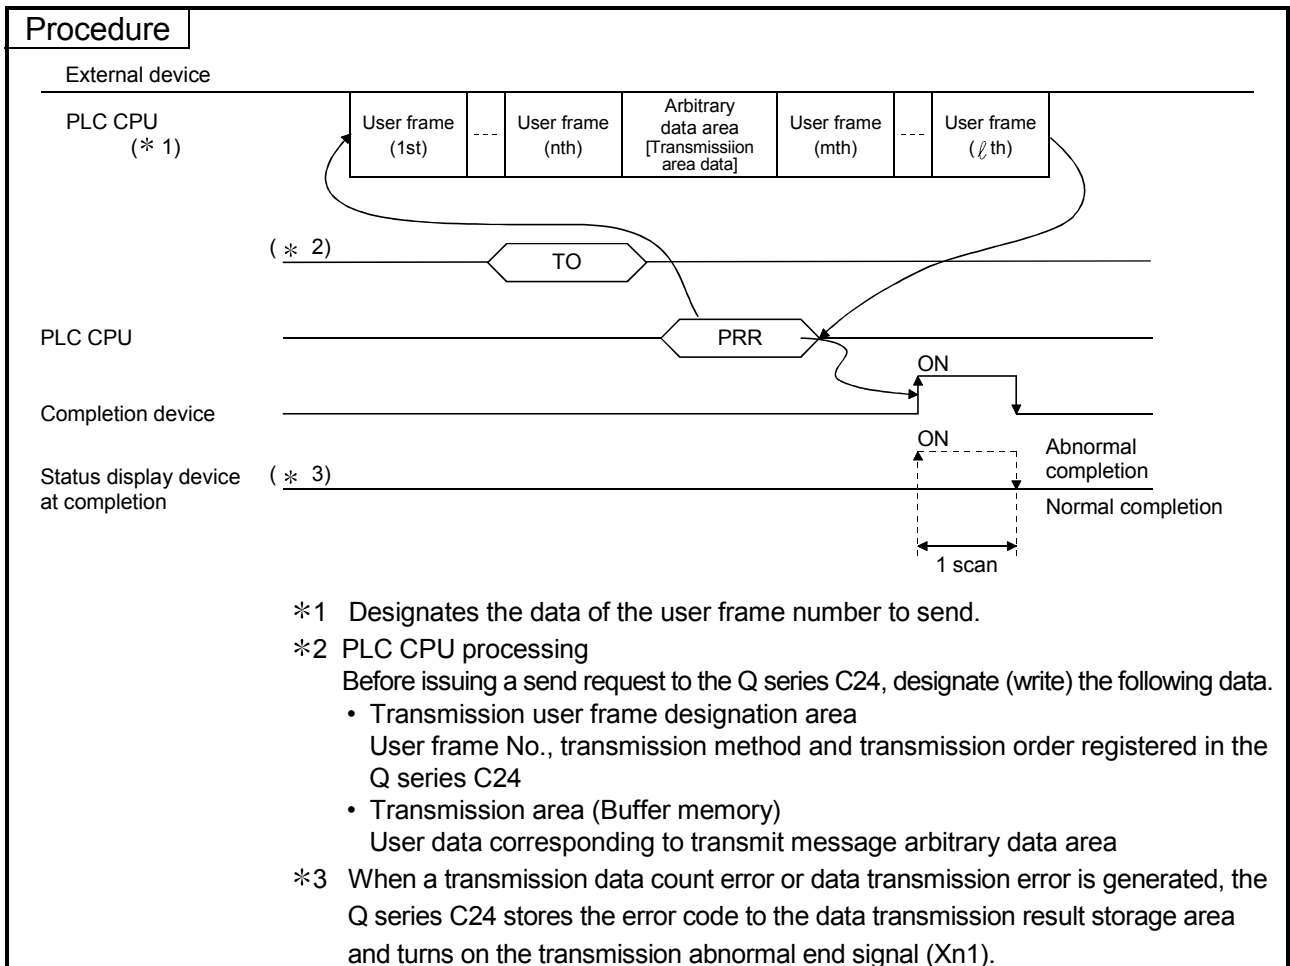 Procedure
External device
PLC CPU
(＊ 1)
User frame
(1st)
User frame
(nth)
Arbitrary
data area
[Transmissiion
area data]
User frame
(mth)
User frame
(ℓ th)
(＊ 2)
TO
PLC CPU
PRR
ON
Completion device
ON
Abnormal
completion
Status display device
at completion
(＊ 3)
Normal completion
1 scan
＊1 Designates the data of the user frame number to send.
＊2 PLC CPU processing
Before issuing a send request to the Q series C24, designate (write) the following data.
• Transmission user frame designation area
User frame No., transmission method and transmission order registered in the
Q series C24
• Transmission area (Buffer memory)
User data corresponding to transmit message arbitrary data area
＊3 When a transmission data count error or data transmission error is generated, the
Q series C24 stores the error code to the data transmission result storage area
and turns on the transmission abnormal end signal (Xn1).